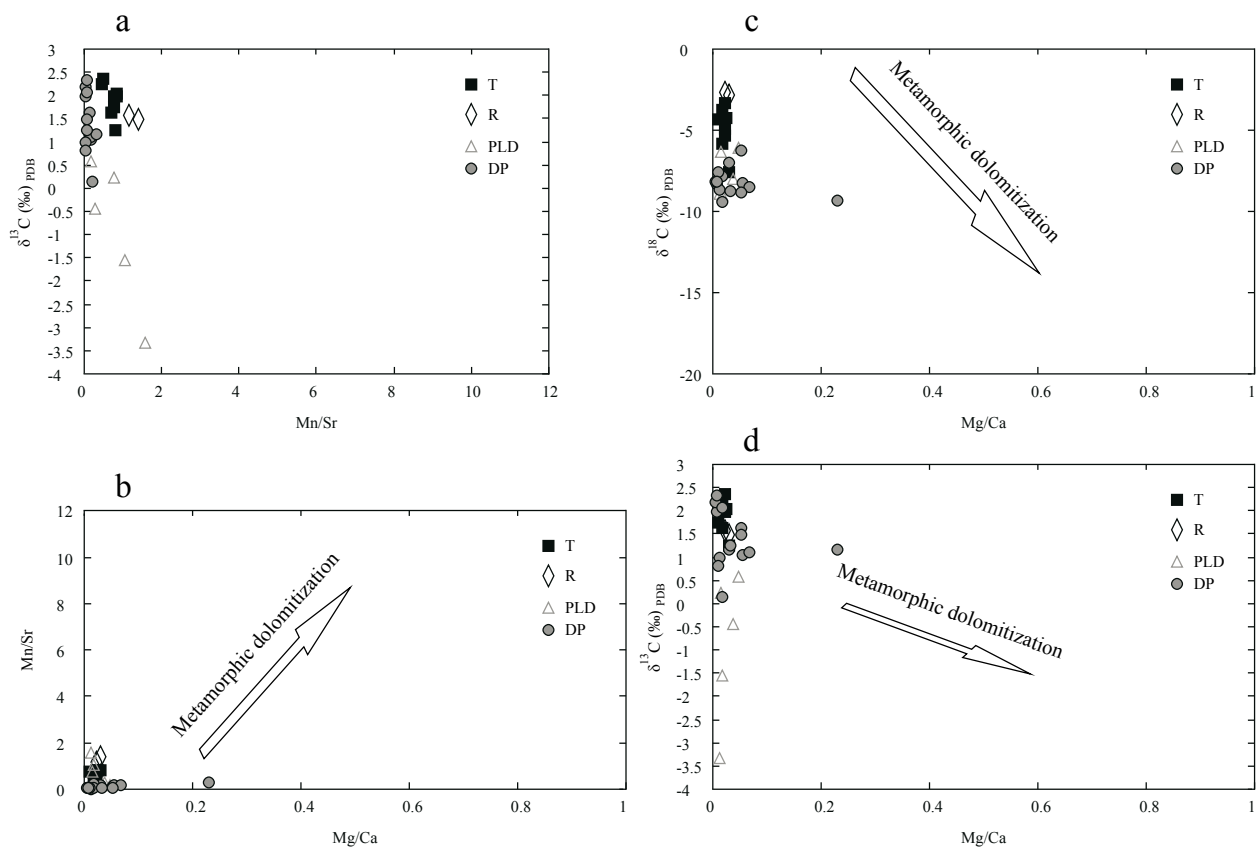 a
3
2.5
2
1.5
1
0.5
0
-0.5
-1
-1.5
-2
-2.5
-3
-3.5
-4
δ13C (‰) PDB
T
R
PLD
DP
0 2 4 6 8 10 12
Mn/Sr
c
0
-5
-10
-15
-20
δ18C (‰) PDB
Metamorphic dolomitization
T
R
PLD
DP
0 0.2 0.4 0.6 0.8 1
Mg/Ca
b
12
10
8
6
4
2
0
Mn/Sr
Metamorphic dolomitization
T
R
PLD
DP
0 0.2 0.4 0.6 0.8 1
Mg/Ca
d
3
2.5
2
1.5
1
0.5
0
-0.5
-1
-1.5
-2
-2.5
-3
-3.5
-4
δ13C (‰) PDB
Metamorphic dolomitization
T
R
PLD
DP
0 0.2 0.4 0.6 0.8 1
Mg/Ca